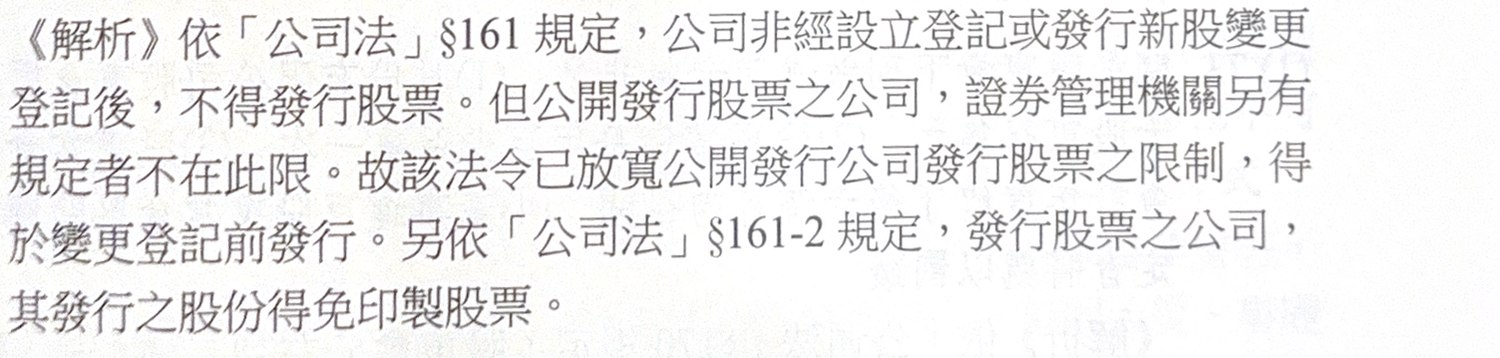 《解析》依「公司法」§161 規定，公司非經設立登記或發行新股變更
登記後，不得發行股票。但公開發行股票之公司，證券管理機關另有
規定者不在此限。故該法令已放寬公開發行公司發行股票之限制，得
於變更登記前發行。另依「公司法」§161-2 規定，發行股票之公司，
其發行之股份得免印製股票。